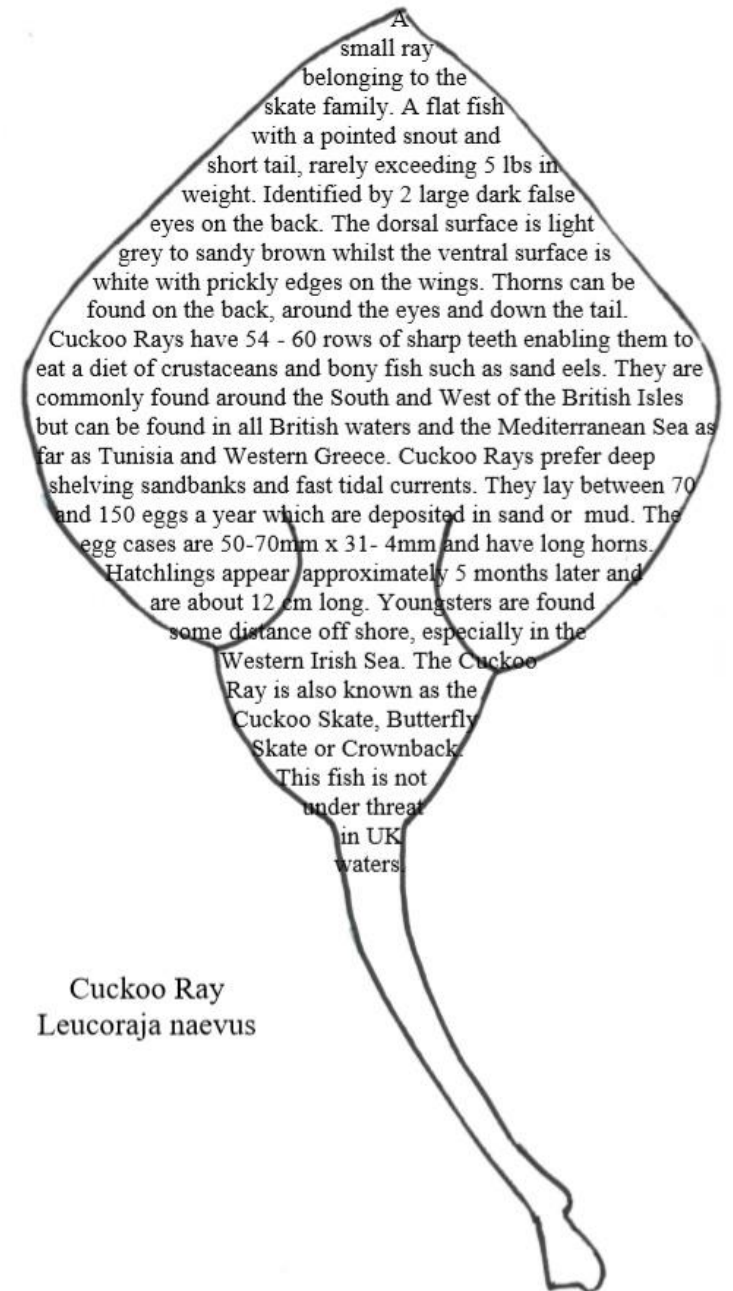 A
small ray
belonging to the
skate family. A flat fish
with a pointed snout and
short tail, rarely exceeding 5 lbs in
weight. Identified by 2 large dark false
eyes on the back. The dorsal surface is light
grey to sandy brown whilst the ventral surface is
white with prickly edges on the wings. Thorns can be
found on the back, around the eyes and down the tail.
Cuckoo Rays have 54 - 60 rows of sharp teeth enabling them to
eat a diet of crustaceans and bony fish such as sand eels. They are
commonly found around the South and West of the British Isles
but can be found in all British waters and the Mediterranean Sea as
far as Tunisia and Western Greece. Cuckoo Rays prefer deep
shelving sandbanks and fast tidal currents. They lay between 70
and 150 eggs a year which are deposited in sand or mud. The
egg cases are 50-70mm x 31- 4mm and have long horns.
Hatchlings appear approximately 5 months later and
are about 12 cm long. Youngsters are found
some distance off shore, especially in the
Western Irish Sea. The Cuckoo
Ray is also known as the
Cuckoo Skate, Butterfly
Skate or Crownback.
This fish is not
under threat
in UK
waters.
Cuckoo Ray
Leucoraja naevus